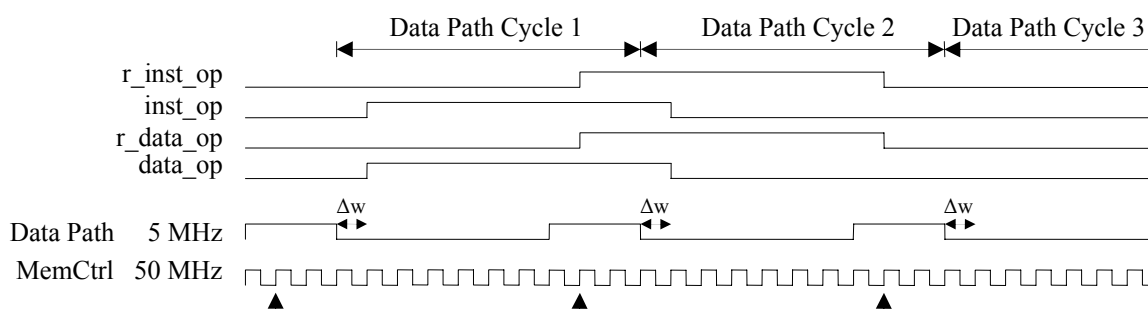 Data Path Cycle 1 Data Path Cycle 2 Data Path Cycle 3
r_inst_op
inst_op
r_data_op
data_op
Δw Δw Δw
Data Path 5 MHz
MemCtrl 50 MHz